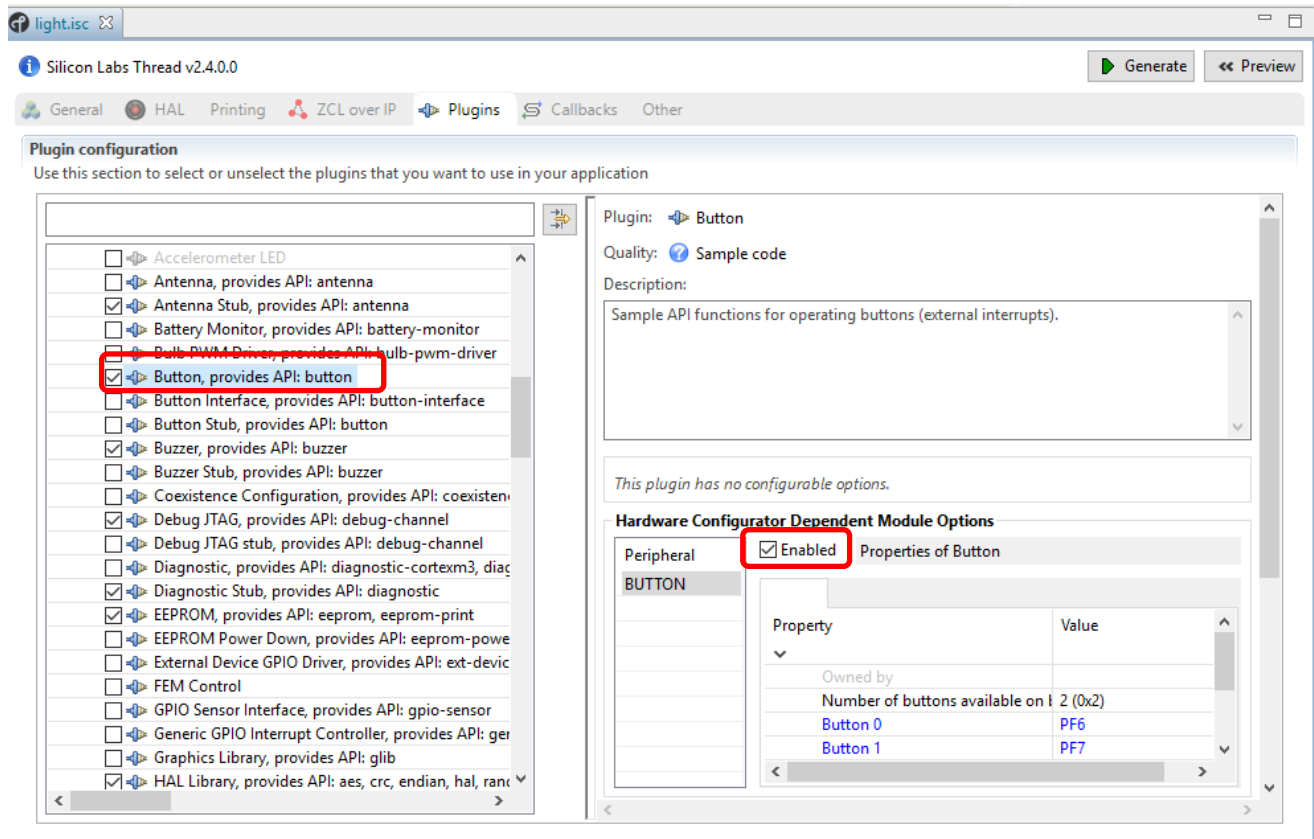 light.isc
Silicon Labs Thread v2.4.0.0
Generate
Preview
General HAL Printing ZCL over IP Plugins Callbacks Other
Plugin configuration
Use this section to select or unselect the plugins that you want to use in your application
Accelerometer LED
Antenna, provides API: antenna
Antenna Stub, provides API: antenna
Battery Monitor, provides API: battery-monitor
Bulb PWM Driver, provides API: bulb-pwm-driver
Button, provides API: button
Button Interface, provides API: button-interface
Button Stub, provides API: button
Buzzer, provides API: buzzer
Buzzer Stub, provides API: buzzer
Coexistence Configuration, provides API: coexisten
Debug JTAG, provides API: debug-channel
Debug JTAG stub, provides API: debug-channel
Diagnostic, provides API: diagnostic-cortexm3, diag
Diagnostic Stub, provides API: diagnostic
EEPROM, provides API: eeprom, eeprom-print
EEPROM Power Down, provides API: eeprom-powe
External Device GPIO Driver, provides API: ext-devic
FEM Control
GPIO Sensor Interface, provides API: gpio-sensor
Generic GPIO Interrupt Controller, provides API: ger
Graphics Library, provides API: glib
HAL Library, provides API: aes, crc, endian, hal, rand
Plugin: Button
Quality: Sample code
Description:
Sample API functions for operating buttons (external interrupts).
This plugin has no configurable options.
Hardware Configurator Dependent Module Options
Peripheral
BUTTON
Enabled Properties of Button
Property Value
Owned by
Number of buttons available on b 2 (0x2)
Button 0 PF6
Button 1 PF7